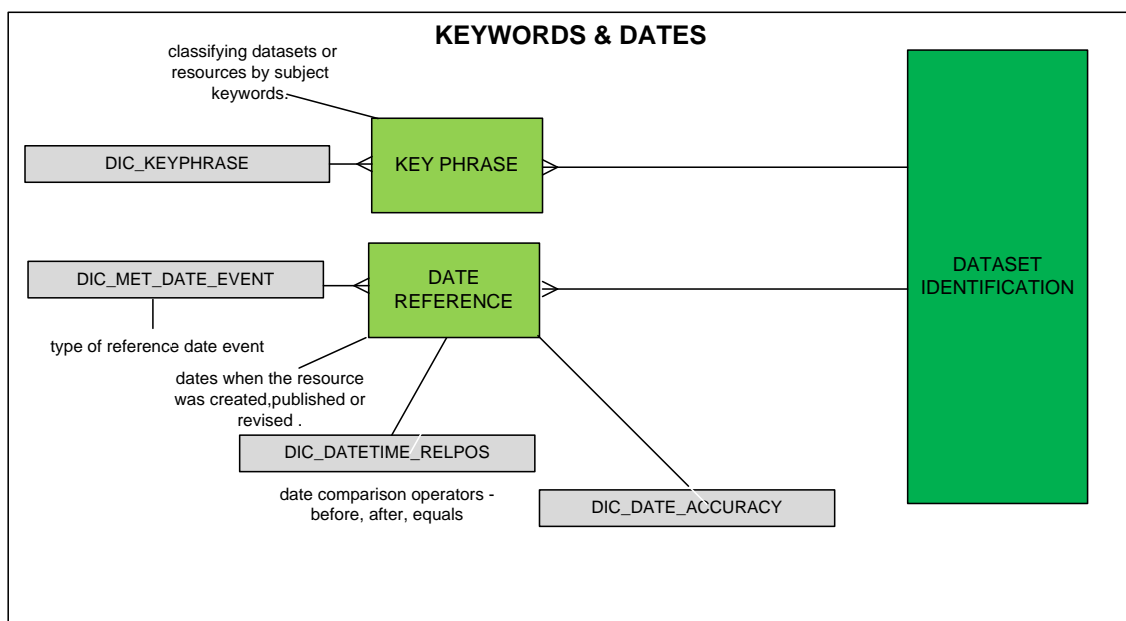 KEYWORDS & DATES
classifying datasets or
resources by subject
keywords.
DIC_KEYPHRASE
KEY PHRASE
DIC_MET_DATE_EVENT
DATE
REFERENCE
DATASET
IDENTIFICATION
type of reference date event
dates when the resource
was created,published or
revised .
DIC_DATETIME_RELPOS
date comparison operators -
before, after, equals
DIC_DATE_ACCURACY